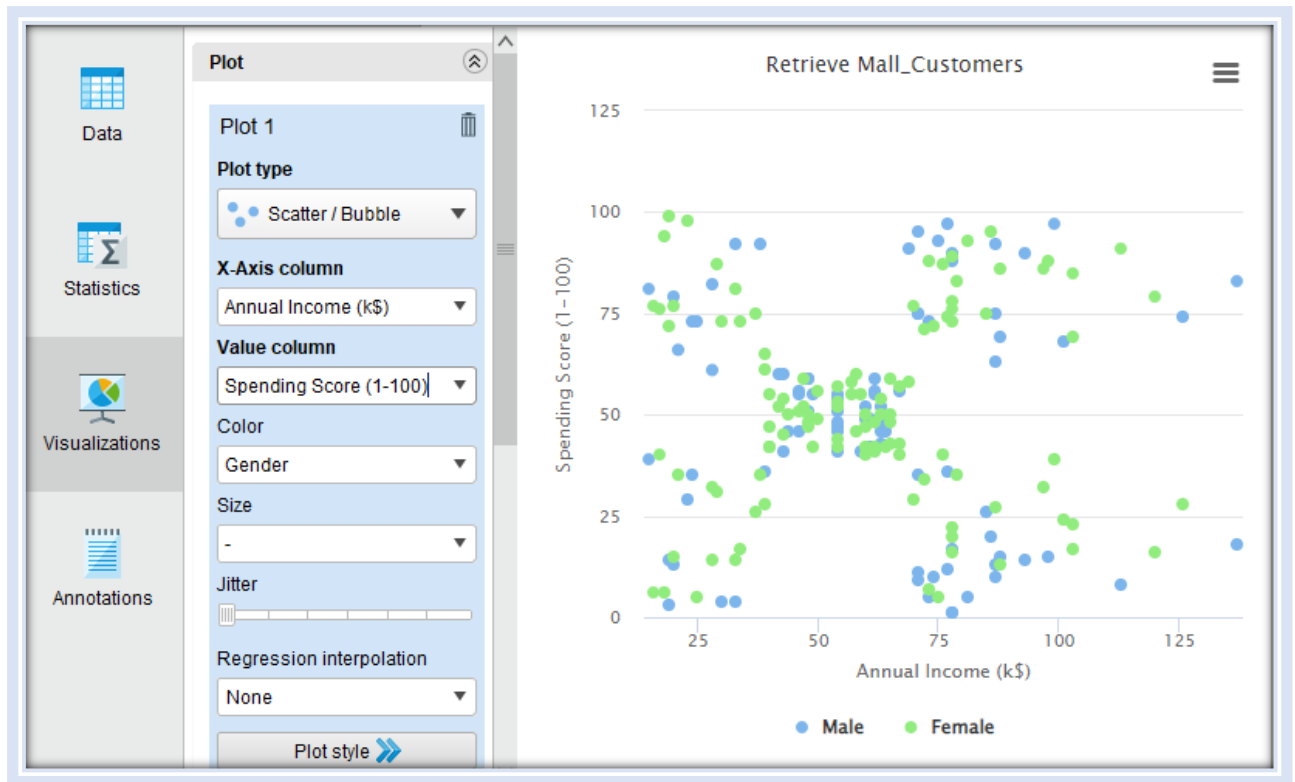 Data
Statistics
Visualizations
Annotations
Plot
Plot 1
Plot type
Scatter / Bubble
X-Axis column
Annual Income (k$)
Value column
Spending Score (1-100)
Color
Gender
Size
-
Jitter
Regression interpolation
None
Plot style
Retrieve Mall_Customers
Spending Score (1-100)
125
100
75
50
25
0
25 50 75 100 125
Annual Income (k$)
Male Female